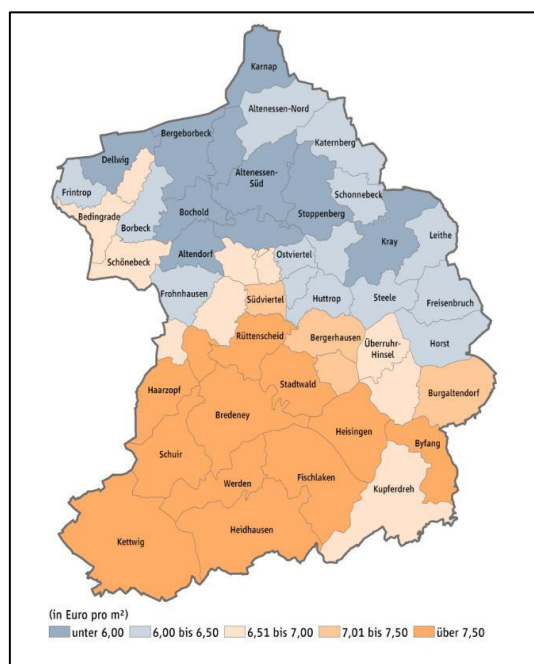 Karnap
Altenessen-Nord
Bergeborbeck
Katernberg
Dellwig
Altenessen-
Süd
Frintrop
Schonnebeck
Bedingrade
Bochold
Stoppenberg
Borbeck
Leithe
Kray
Schönebeck
Altendorf
Ostviertel
Frohnhausen
Südviertel
Huttrop
Steele
Freisenbruch
Rüttenscheid
Bergerhausen
Überruhr-
Hinsel
Horst
Haarzopf
Stadtwald
Burgaltendorf
Bredeney
Heisingen
Byfang
Schuir
Fischlaken
Werden
Kupferdreh
Heidhausen
Kettwig
(in Euro pro m²)
unter 6,00 6,00 bis 6,50 6,51 bis 7,00 7,01 bis 7,50 über 7,50